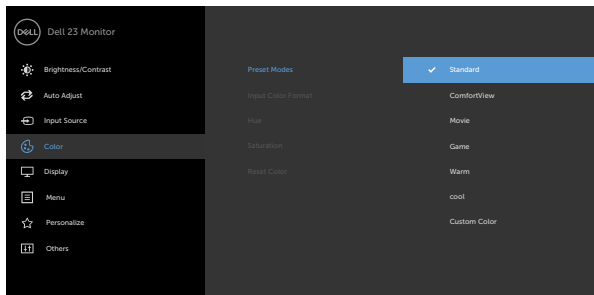 DELL Dell 23 Monitor
Brightness/Contrast
Auto Adjust
Input Source
Color
Display
Menu
Personalize
Others
Preset Modes
Input Color Format
Hue
Saturation
Reset Color
Standard
ComfortView
Movie
Game
Warm
cool
Custom Color